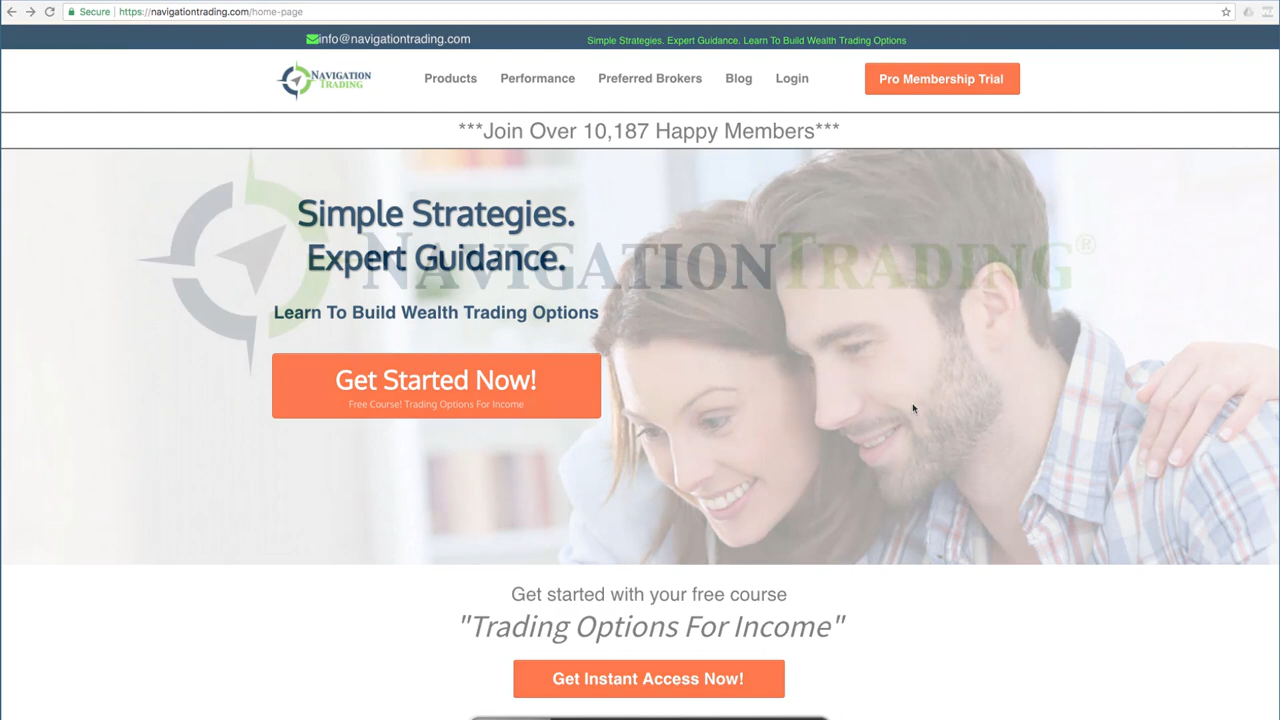 Secure https://navigationtrading.com/home-page
info@navigationtrading.com Simple Strategies. Expert Guidance. Learn To Build Wealth Trading Options
NAVIGATION
TRADING
Products Performance Preferred Brokers Blog Login Pro Membership Trial
***Join Over 10,187 Happy Members***
NAVIGATIONTRADING®
Simple Strategies.
Expert Guidance.
Learn To Build Wealth Trading Options
Get Started Now!
Free Course! Trading Options For Income
Get started with your free course
"Trading Options For Income"
Get Instant Access Now!